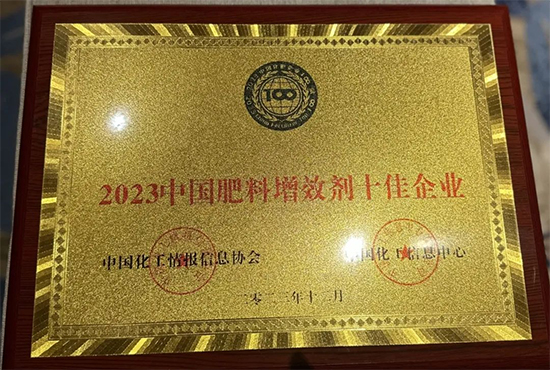 100
2023中国肥料增效剂十佳企业
中国化工情报信息协会
中国化工信息中心
二零二三年十二月